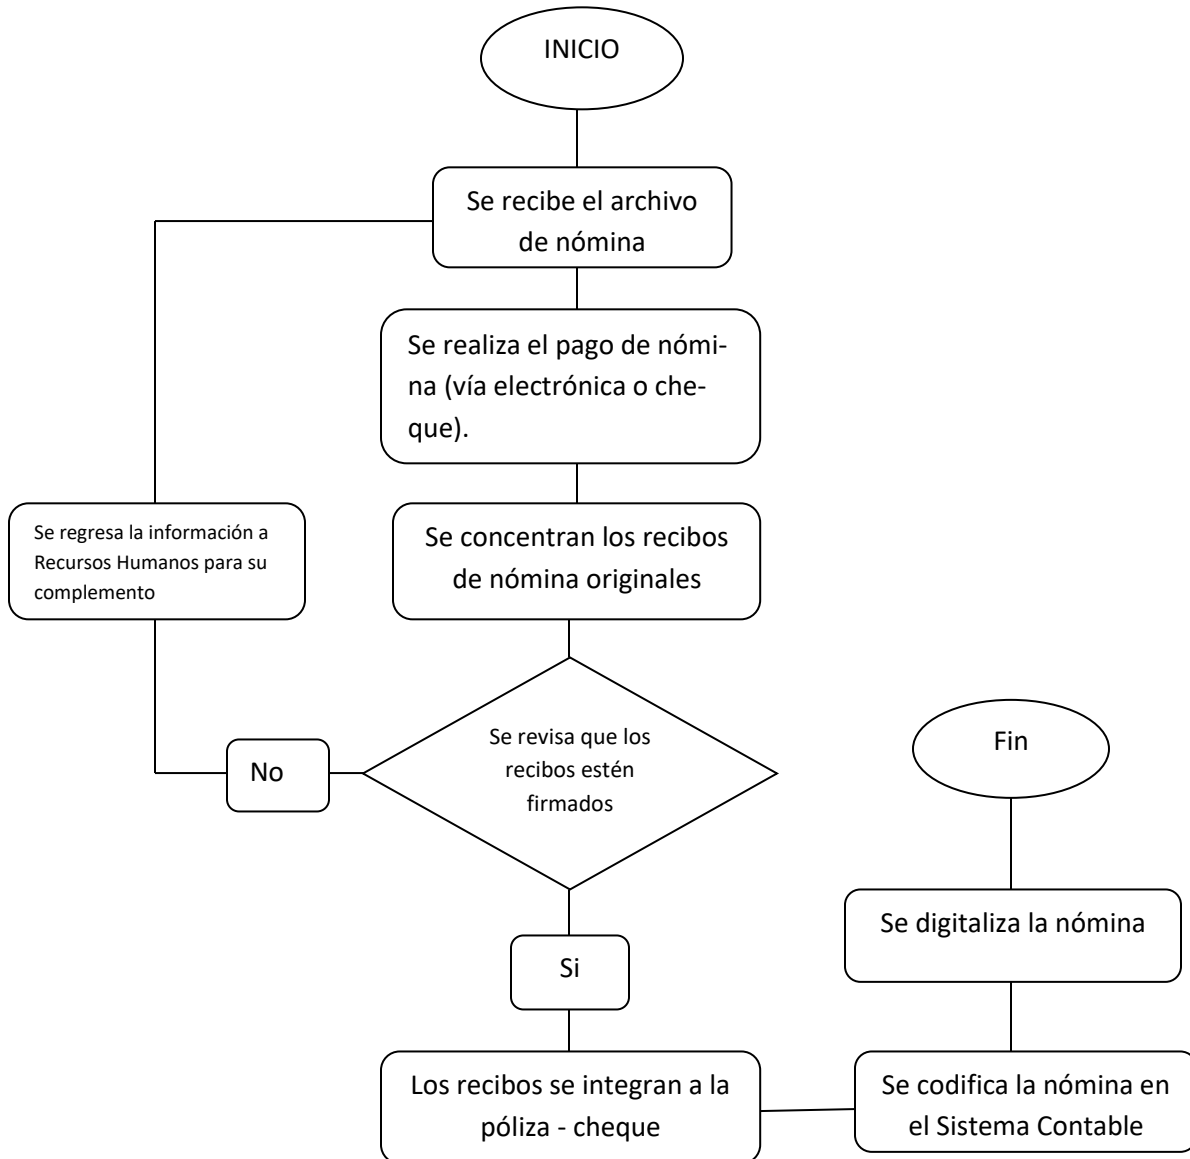 INICIO
Se recibe el archivo
de nómina
Se realiza el pago de nómi-
na (vía electrónica o che-
que).
Se regresa la información a
Recursos Humanos para su
complemento
Se concentran los recibos
de nómina originales
Se revisa que los
recibos estén
firmados
No
Si
Los recibos se integran a la
póliza - cheque
Se codifica la nómina en
el Sistema Contable
Se digitaliza la nómina
Fin